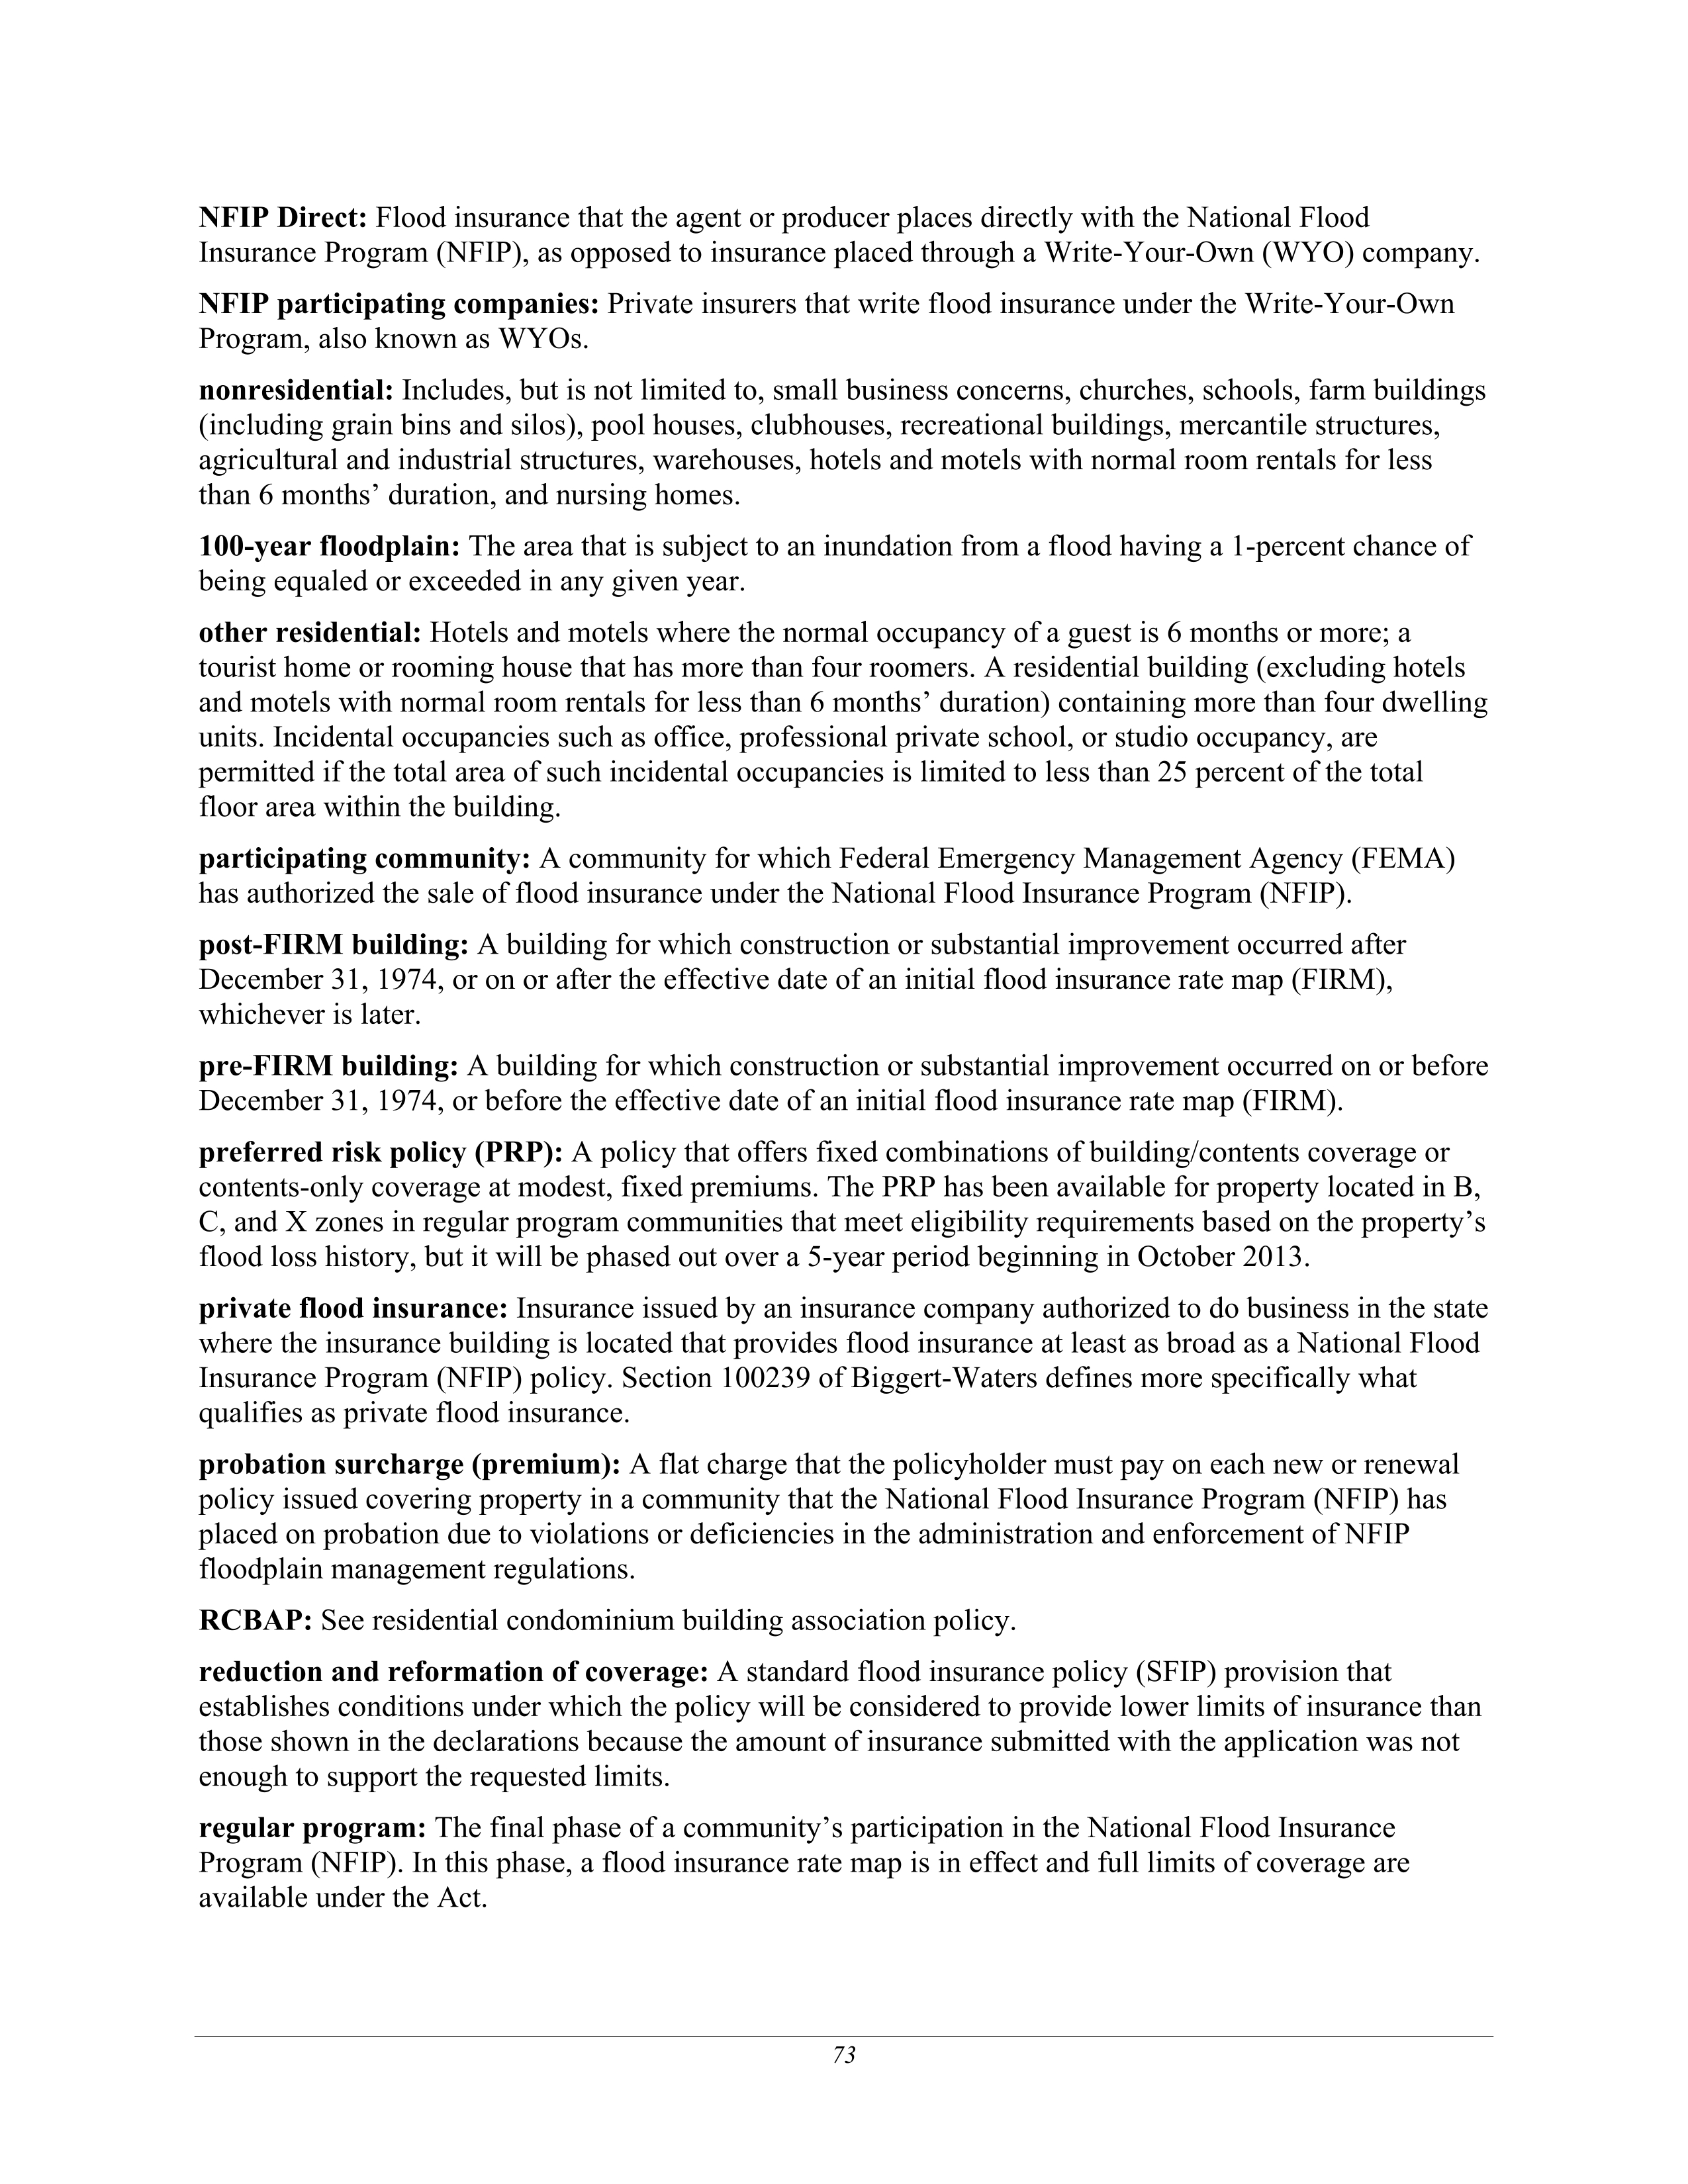 NFIP Direct: Flood insurance that the agent or producer places directly with the National Flood
Insurance Program (NFIP), as opposed to insurance placed through a Write-Your-Own (WYO) company.
NFIP participating companies: Private insurers that write flood insurance under the Write-Your-Own
Program, also known as WYOs.
nonresidential: Includes, but is not limited to, small business concerns, churches, schools, farm buildings
(including grain bins and silos), pool houses, clubhouses, recreational buildings, mercantile structures,
agricultural and industrial structures, warehouses, hotels and motels with normal room rentals for less
than 6 months’ duration, and nursing homes.
100-year floodplain: The area that is subject to an inundation from a flood having a 1-percent chance of
being equaled or exceeded in any given year.
other residential: Hotels and motels where the normal occupancy of a guest is 6 months or more; a
tourist home or rooming house that has more than four roomers. A residential building (excluding hotels
and motels with normal room rentals for less than 6 months’ duration) containing more than four dwelling
units. Incidental occupancies such as office, professional private school, or studio occupancy, are
permitted if the total area of such incidental occupancies is limited to less than 25 percent of the total
floor area within the building.
participating community: A community for which Federal Emergency Management Agency (FEMA)
has authorized the sale of flood insurance under the National Flood Insurance Program (NFIP).
post-FIRM building: A building for which construction or substantial improvement occurred after
December 31, 1974, or on or after the effective date of an initial flood insurance rate map (FIRM),
whichever is later.
pre-FIRM building: A building for which construction or substantial improvement occurred on or before
December 31, 1974, or before the effective date of an initial flood insurance rate map (FIRM).
preferred risk policy (PRP): A policy that offers fixed combinations of building/contents coverage or
contents-only coverage at modest, fixed premiums. The PRP has been available for property located in B,
C, and X zones in regular program communities that meet eligibility requirements based on the property’s
flood loss history, but it will be phased out over a 5-year period beginning in October 2013.
private flood insurance: Insurance issued by an insurance company authorized to do business in the state
where the insurance building is located that provides flood insurance at least as broad as a National Flood
Insurance Program (NFIP) policy. Section 100239 of Biggert-Waters defines more specifically what
qualifies as private flood insurance.
probation surcharge (premium): A flat charge that the policyholder must pay on each new or renewal
policy issued covering property in a community that the National Flood Insurance Program (NFIP) has
placed on probation due to violations or deficiencies in the administration and enforcement of NFIP
floodplain management regulations.
RCBAP: See residential condominium building association policy.
reduction and reformation of coverage: A standard flood insurance policy (SFIP) provision that
establishes conditions under which the policy will be considered to provide lower limits of insurance than
those shown in the declarations because the amount of insurance submitted with the application was not
enough to support the requested limits.
regular program: The final phase of a community’s participation in the National Flood Insurance
Program (NFIP). In this phase, a flood insurance rate map is in effect and full limits of coverage are
available under the Act.
73